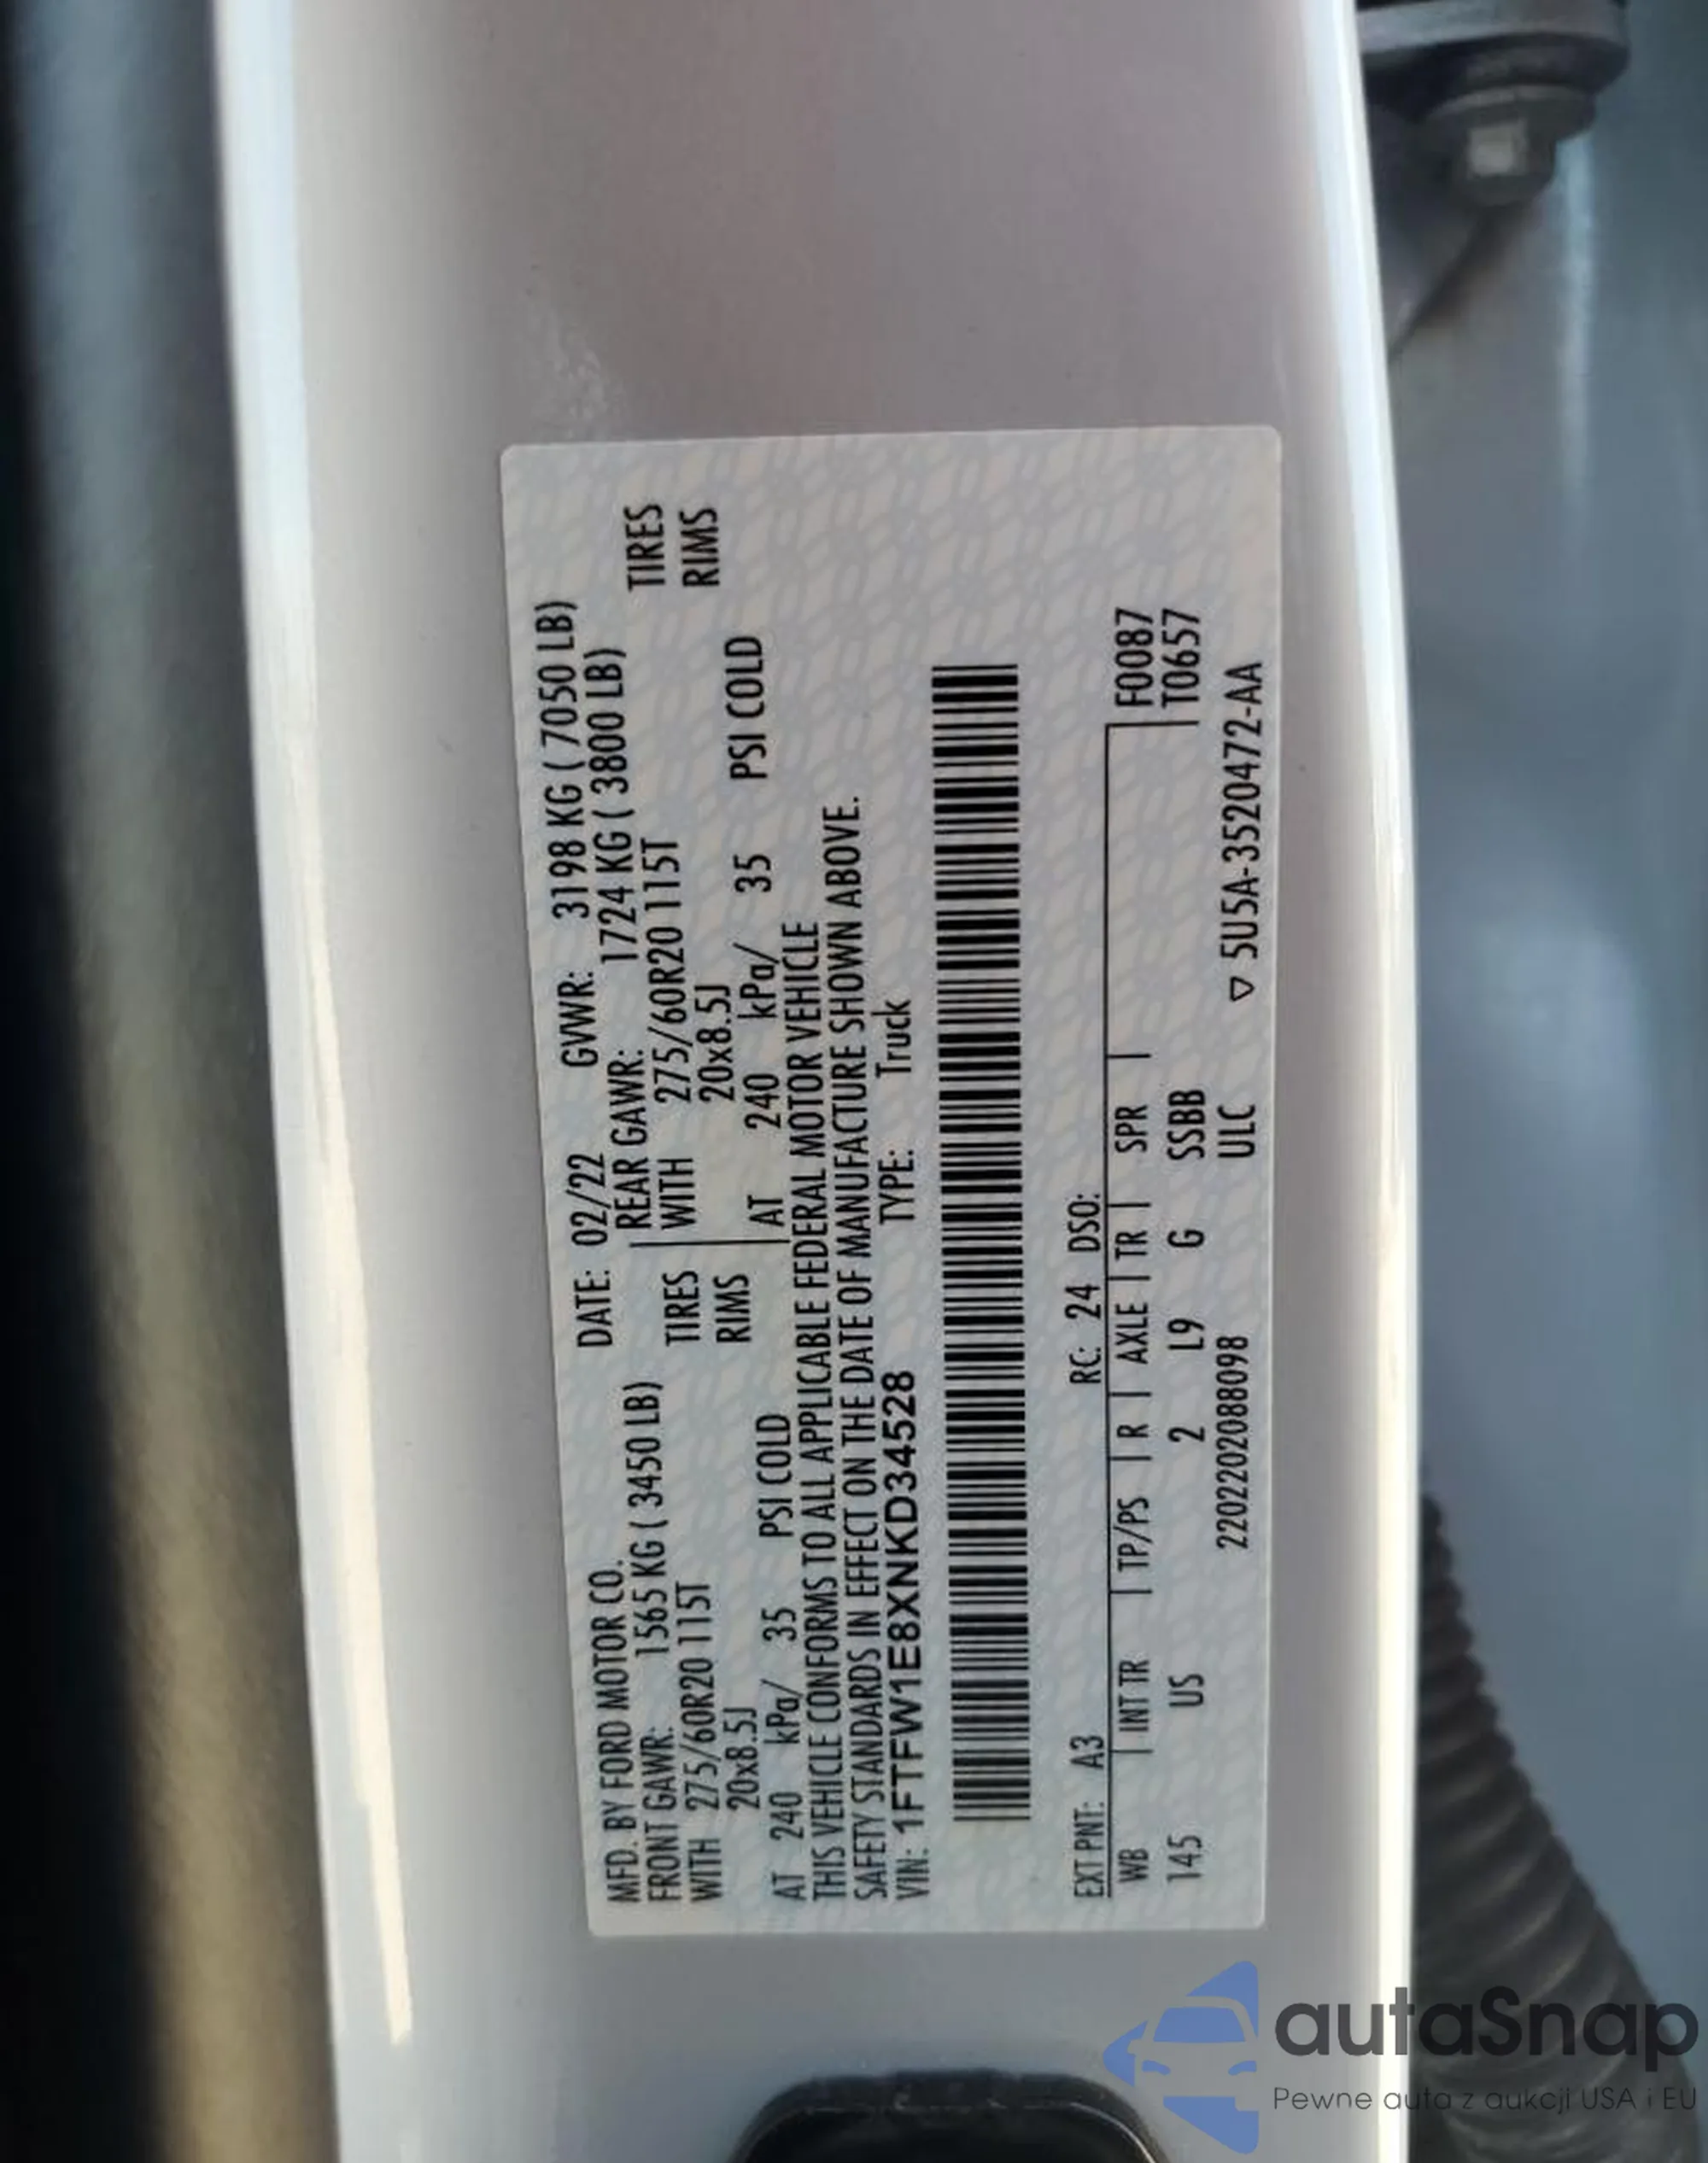 MFD. BY FORD MOTOR CO. DATE: 02/22 GVWR: 3198 KG ( 7050 LB)
FRONT GAWR: 1565 KG ( 3450 LB) REAR GAWR: 1724 KG ( 3800 LB)
WITH 275/60R20 115T TIRES WITH 275/60R20 115T TIRES
20x8.5J RIMS 20x8.5J RIMS
AT 240 kPa/ 35 PSI COLD AT 240 kPa/ 35 PSI COLD
THIS VEHICLE CONFORMS TO ALL APPLICABLE FEDERAL MOTOR VEHICLE
SAFETY STANDARDS IN EFFECT ON THE DATE OF MANUFACTURE SHOWN ABOVE.
VIN: 1FTFW1E8XNKD34528 TYPE: Truck
EXT PNT: A3 RC: 24 DSO:
WB | INT TR | TP/PS | R | AXLE | TR | SPR | F0087
145 US 2 L9 G SSBB T0657
220220208 8098 ULC ▽ 5U5A-3520472-AA
autaSnap
Pewne auta z aukcji USA i EU